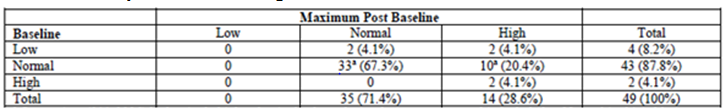 Maximum Post Baseline
Baseline Low Normal High Total
Low 0 2 (4.1%) 2 (4.1%) 4 (8.2%)
Normal 0 33ª (67.3%) 10ª (20.4%) 43 (87.8%)
High 0 0 2 (4.1%) 2 (4.1%)
Total 0 35 (71.4%) 14 (28.6%) 49 (100%)